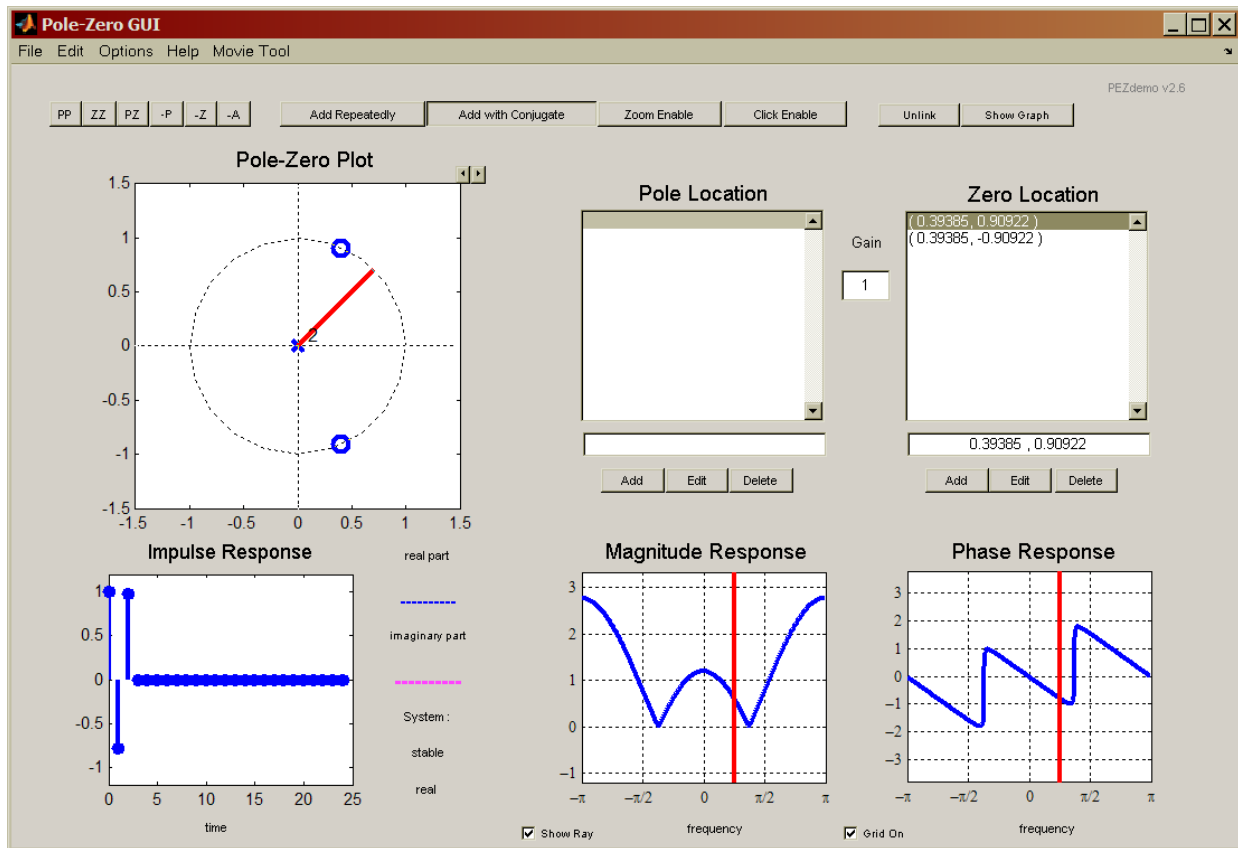 Pole-Zero GUI
File Edit Options Help Movie Tool
PEZdemo v2.6
PP ZZ PZ -P -Z -A Add Repeatedly Add with Conjugate Zoom Enable Click Enable Unlink Show Graph
Pole-Zero Plot
1.5
1
0.5
0
-0.5
-1
-1.5
-1.5 -1 -0.5 0 0.5 1 1.5
2
Pole Location
Add Edit Delete
Gain
1
Zero Location
( 0.39385, 0.90922 )
( 0.39385, -0.90922 )
0.39385 , 0.90922
Add Edit Delete
Impulse Response
1
0.5
0
-0.5
-1
0 5 10 15 20 25
time
real part
imaginary part
System :
stable
real
Magnitude Response
3
2
1
0
−1
−π −π/2 0 π/2 π
frequency
Show Ray
Phase Response
3
2
1
0
−1
−2
−3
−π −π/2 0 π/2 π
frequency
Grid On